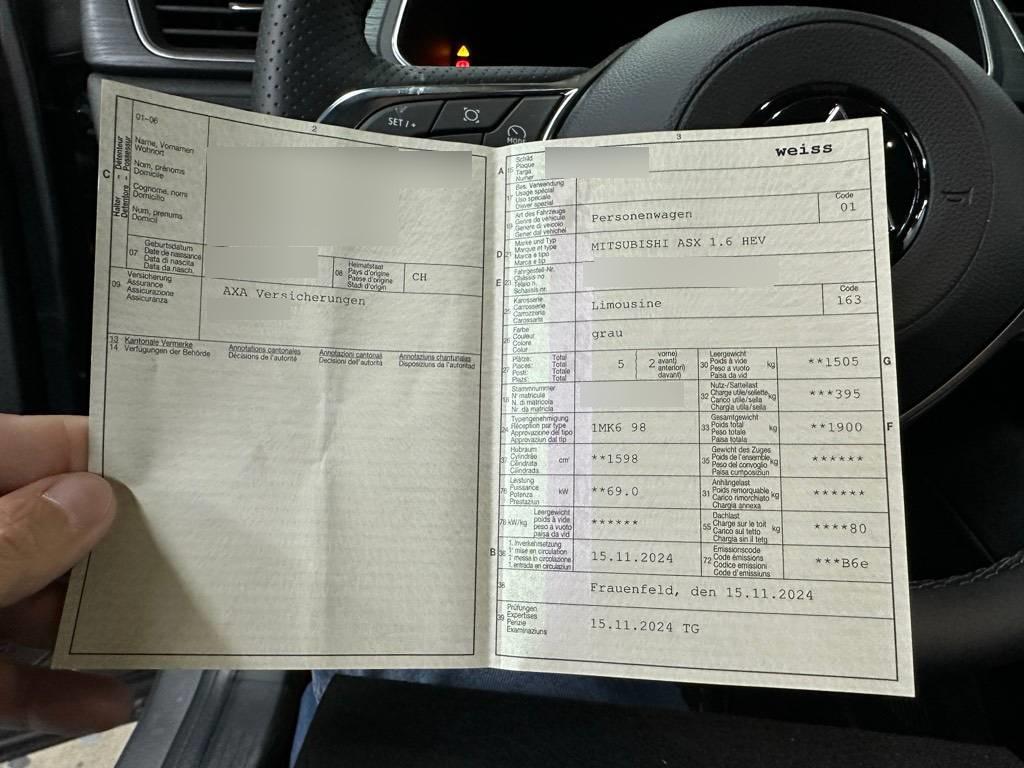 SET / +
MODE
2
01-06
C
Halter - Détenteur
Detentore - Possessur
Name, Vornamen
Wohnort
Nom, prénoms
Domicile
Cognome, nomi
Domicilio
Num, prenums
Domicil
07
Geburtsdatum
Date de naissance
Data di nascita
Data da nasch.
08
Heimatstaat
Pays d'origine
Paese d'origine
Stadi d'origin
CH
09
Versicherung
Assurance
Assicurazione
Assicuranza
AXA Versicherungen
13
14
Kantonale Vermerke
Verfügungen der Behörde
Annotations cantonales
Décisions de l'autorité
Annotazioni cantonali
Decisioni dell'autorità
Annotaziuns chantunalas
Disposiziuns da l'autoritad
3
weiss
A 15
Schild
Plaque
Targa
Numer
17
Bes. Verwendung
Usage spécial
Uso speciale
Diever spezial
19
Art des Fahrzeugs
Genre de véhicule
Genere di veicolo
Gener dal vehichel
Personenwagen
Code
01
D 21
Marke und Typ
Marque et type
Marca e tipo
Marca e tip
MITSUBISHI ASX 1.6 HEV
E 23
Fahrgestell-Nr.
Châssis no
Telaio n.
Schassis nr.
25
Karosserie
Carrosserie
Carrozzeria
Carossaria
Limousine
Code
163
26
Farbe
Couleur
Colore
Colur
grau
27
Plätze: Total
Places: Total
Posti: Totale
Plazs: Total
5
2
vorne)
avant)
anteriori)
davant)
30
Leergewicht
Poids à vide
Peso a vuoto
Paisa da vid
kg
**1505
G
18
Stammnummer
N° matricule
N. di matricola
Nr. da matricla
32
Nutz-/Sattellast
Charge utile/sellette
Carico utile/sella
Chargia utila/sella
kg
***395
24
Typengenehmigung
Réception par type
Approvazione del tipo
Approvaziun dal tip
1MK6 98
33
Gesamtgewicht
Poids total
Peso totale
Paisa totala
kg
**1900
F
37
Hubraum
Cylindrée
Cilindrata
Cilindrada
cm³
**1598
35
Gewicht des Zuges
Poids de l'ensemble
Peso del convoglio
Paisa cumposiziun
kg
******
76
Leistung
Puissance
Potenza
Prestaziun
kW
**69.0
31
Anhängelast
Poids remorquable
Carico rimorchiato
Chargia annexa
kg
******
78 kW/kg
Leergewicht
poids à vide
peso a vuoto
paisa da vid
******
55
Dachlast
Charge sur le toit
Carico sul tetto
Chargia sin il tetg
kg
****80
B 36
1. Inverkehrsetzung
1re mise en circulation
1a messa in circolazione
1. entrada en circulaziun
15.11.2024
72
Emissionscode
Code émissions
Codice emissioni
Code d'emissiuns
***B6e
38
Frauenfeld, den 15.11.2024
39
Prüfungen
Expertises
Perizie
Examinaziuns
15.11.2024 TG